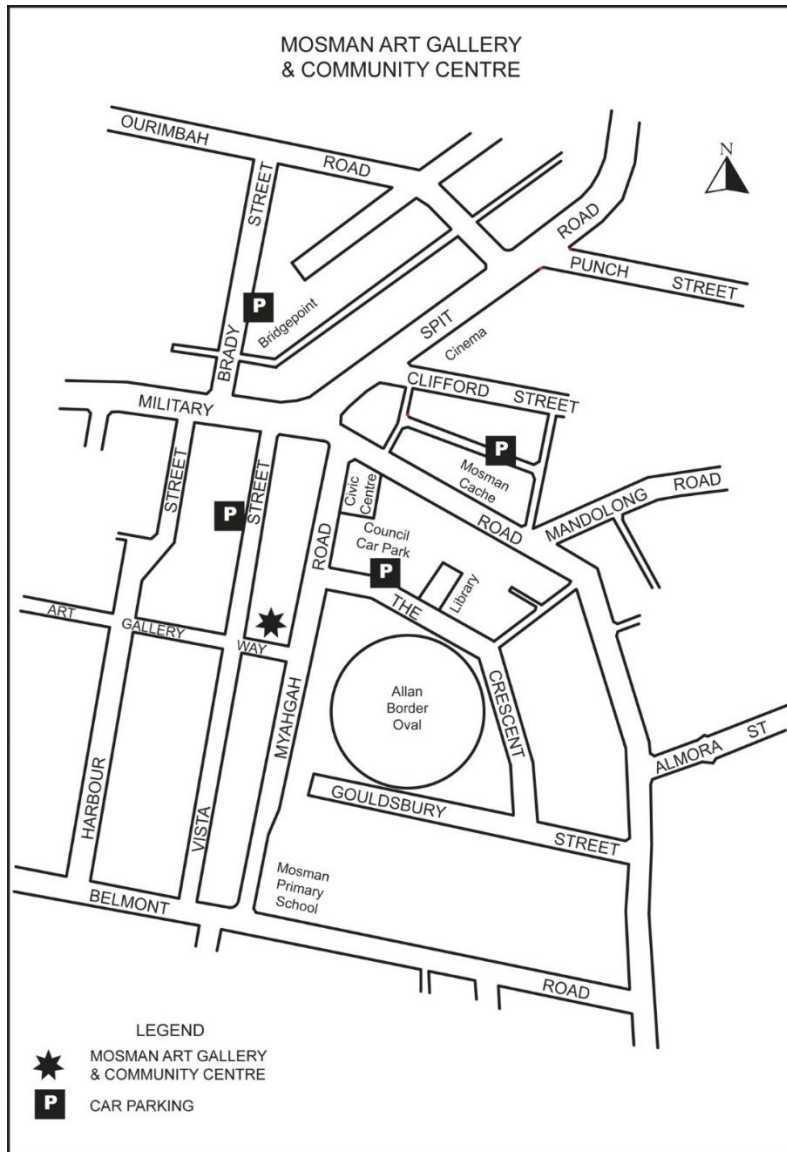 MOSMAN ART GALLERY
& COMMUNITY CENTRE
N
OURIMBAH
ROAD
STREET
ROAD
PUNCH STREET
P
Bridgepoint
BRADY
SPIT
Cinema
CLIFFORD STREET
MILITARY
P
Mosman
Cache
STREET
STREET
P
Civic
Centre
ROAD
MANDOLONG ROAD
Council
Car Park
ROAD
P
Library
THE
ART GALLERY WAY
CRESCENT
Allan
Border
Oval
MYAHGAH
ALMORA ST
HARBOUR
VISTA
GOULDSBURY STREET
Mosman
Primary
School
BELMONT
ROAD
LEGEND
MOSMAN ART GALLERY
& COMMUNITY CENTRE
P CAR PARKING